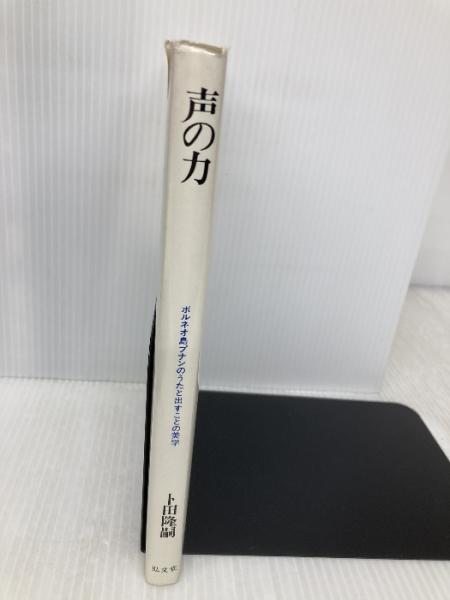 声の力
ボルネオ島プナンのうたと出すことの美学
卜田隆嗣
弘文堂